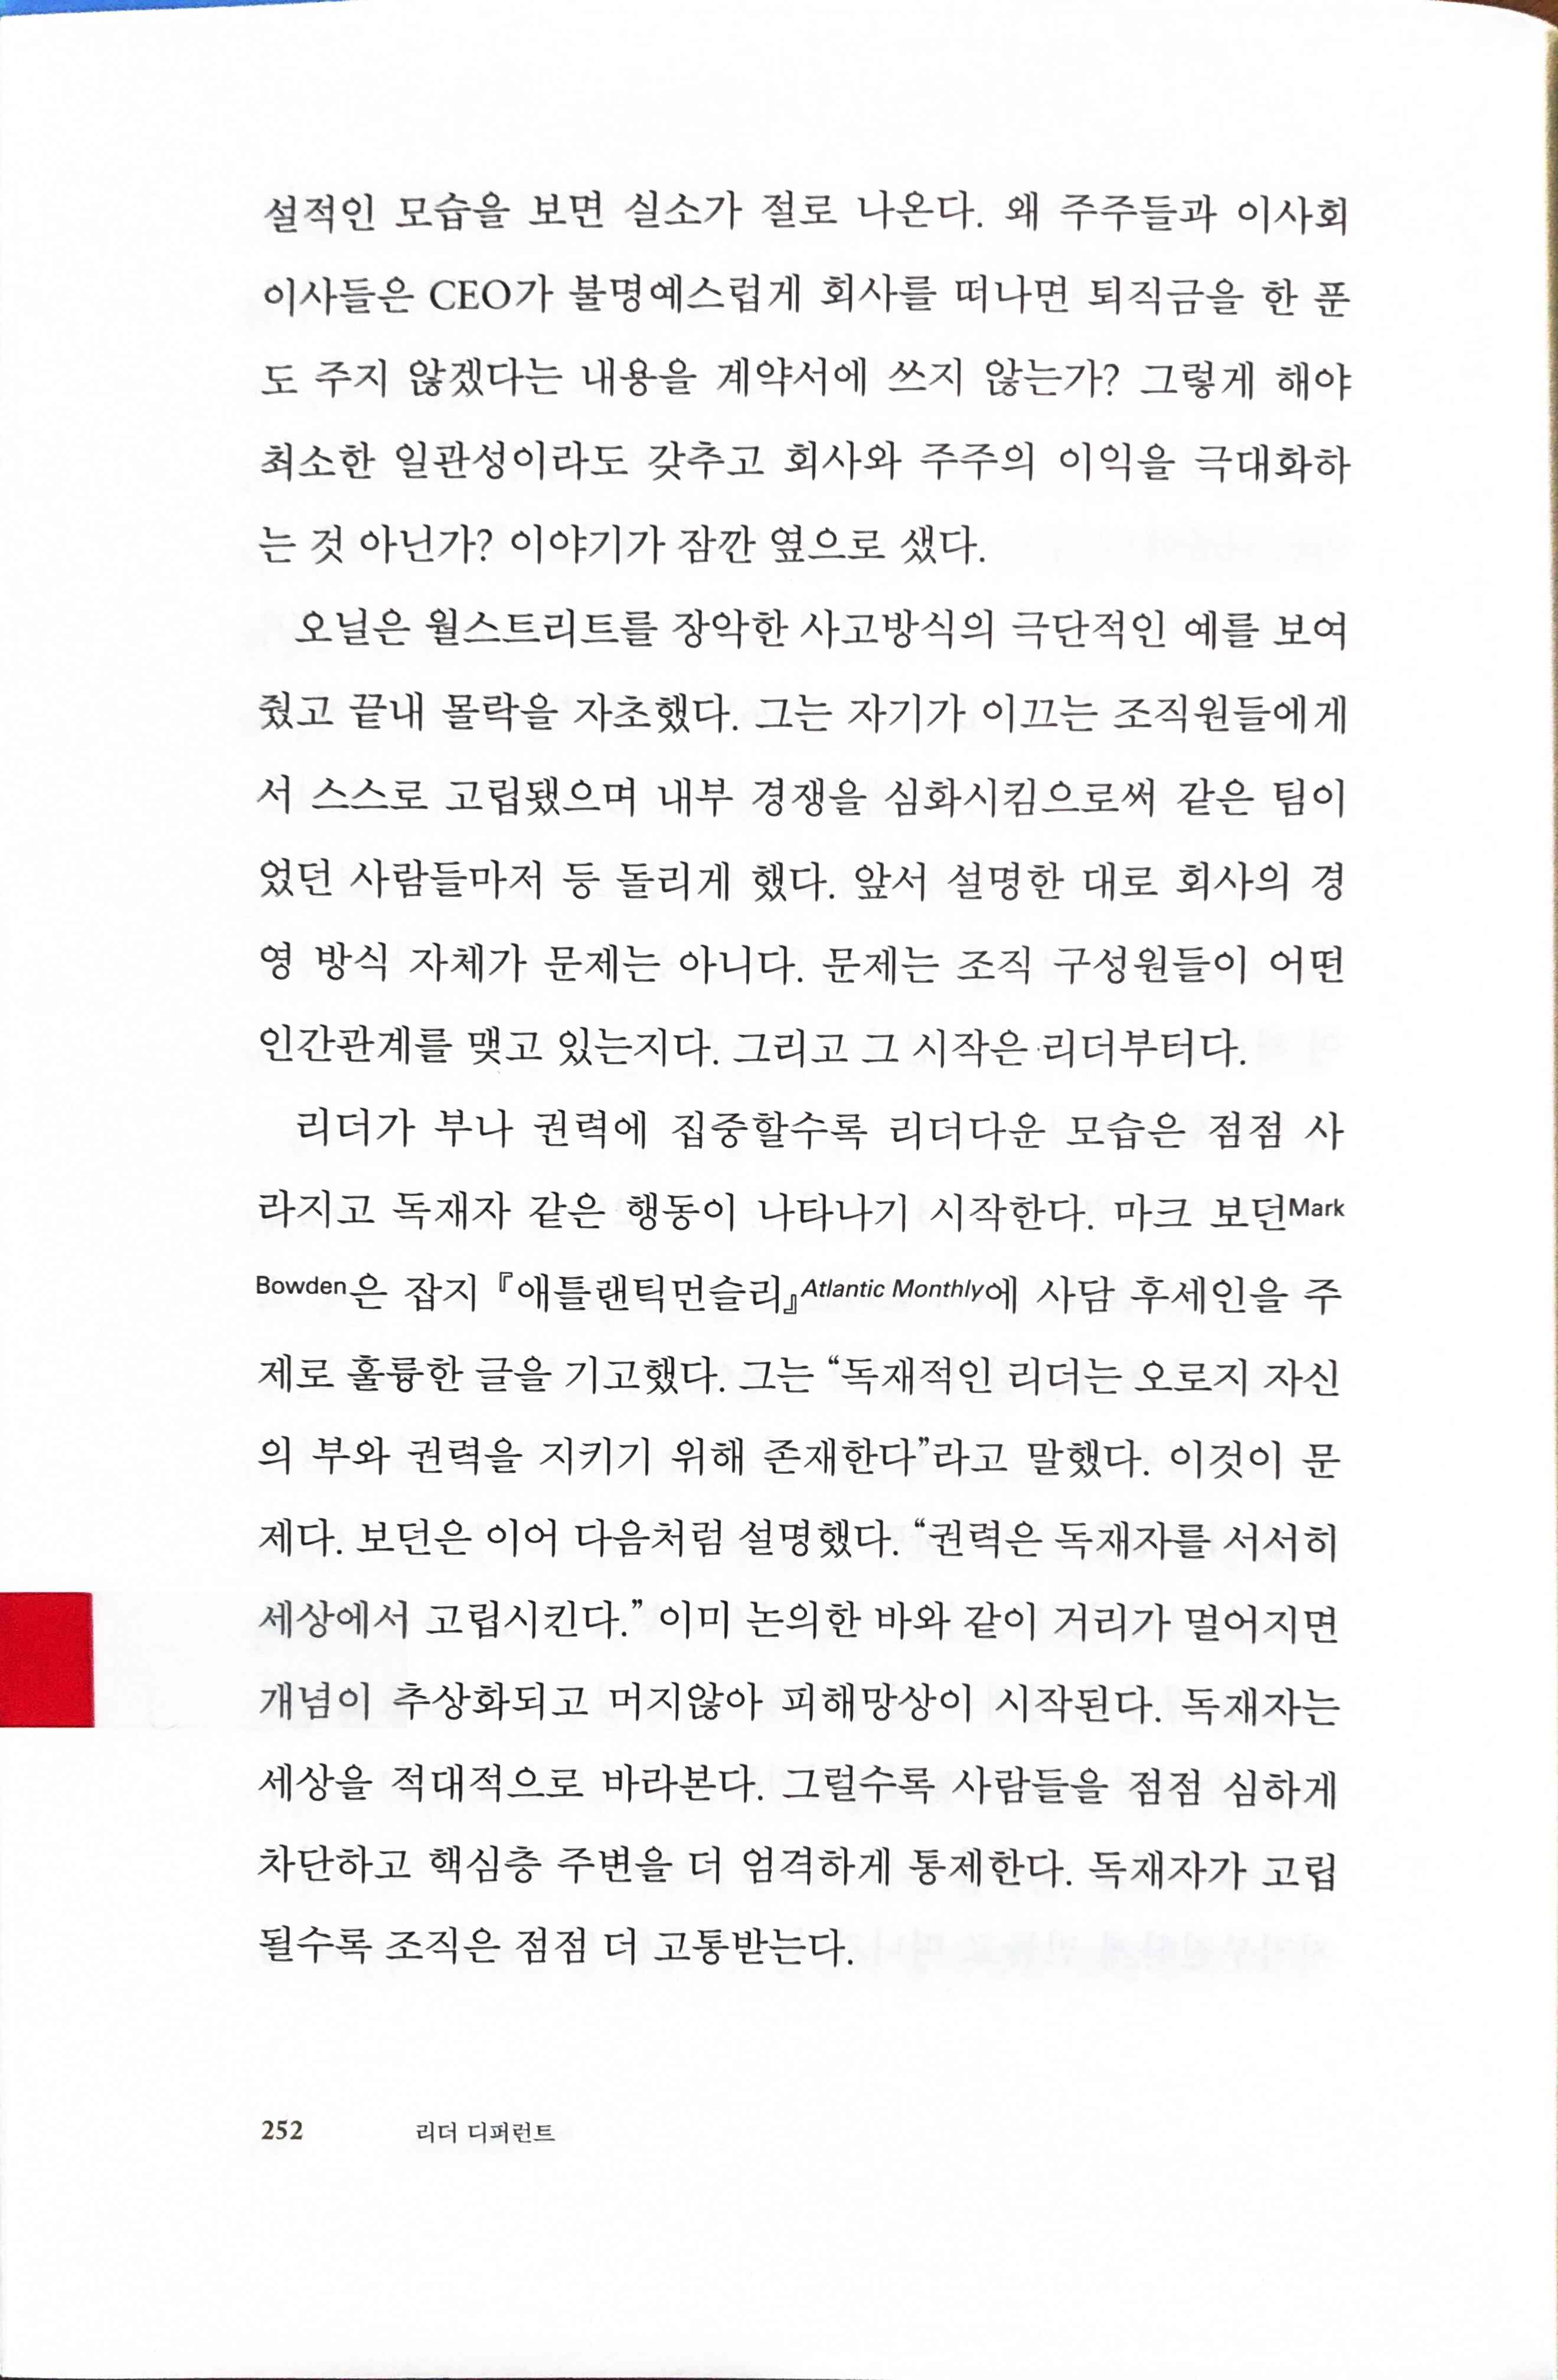 설적인 모습을 보면 실소가 절로 나온다. 왜 주주들과 이사회
이사들은 CEO가 불명예스럽게 회사를 떠나면 퇴직금을 한 푼
도 주지 않겠다는 내용을 계약서에 쓰지 않는가? 그렇게 해야
최소한 일관성이라도 갖추고 회사와 주주의 이익을 극대화하
는 것 아닌가? 이야기가 잠깐 옆으로 샜다.
오닐은 월스트리트를 장악한 사고방식의 극단적인 예를 보여
줬고 끝내 몰락을 자초했다. 그는 자기가 이끄는 조직원들에게
서 스스로 고립됐으며 내부 경쟁을 심화시킴으로써 같은 팀이
었던 사람들마저 등 돌리게 했다. 앞서 설명한 대로 회사의 경
영 방식 자체가 문제는 아니다. 문제는 조직 구성원들이 어떤
인간관계를 맺고 있는지다. 그리고 그 시작은 리더부터다.
리더가 부나 권력에 집중할수록 리더다운 모습은 점점 사
라지고 독재자 같은 행동이 나타나기 시작한다. 마크 보던Mark
Bowden은 잡지 『애틀랜틱먼슬리』Atlantic Monthly에 사담 후세인을 주
제로 훌륭한 글을 기고했다. 그는 “독재적인 리더는 오로지 자신
의 부와 권력을 지키기 위해 존재한다”라고 말했다. 이것이 문
제다. 보던은 이어 다음처럼 설명했다. “권력은 독재자를 서서히
세상에서 고립시킨다.” 이미 논의한 바와 같이 거리가 멀어지면
개념이 추상화되고 머지않아 피해망상이 시작된다. 독재자는
세상을 적대적으로 바라본다. 그럴수록 사람들을 점점 심하게
차단하고 핵심층 주변을 더 엄격하게 통제한다. 독재자가 고립
될수록 조직은 점점 더 고통받는다.
252 리더 디퍼런트